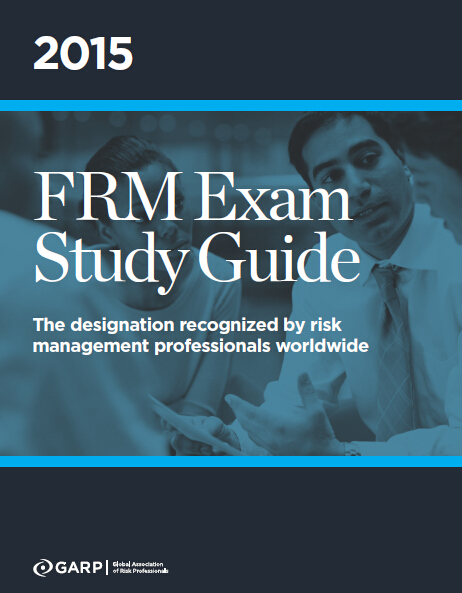 2015
FRM Exam
Study Guide
The designation recognized by risk
management professionals worldwide
GARP Global Association
of Risk Professionals